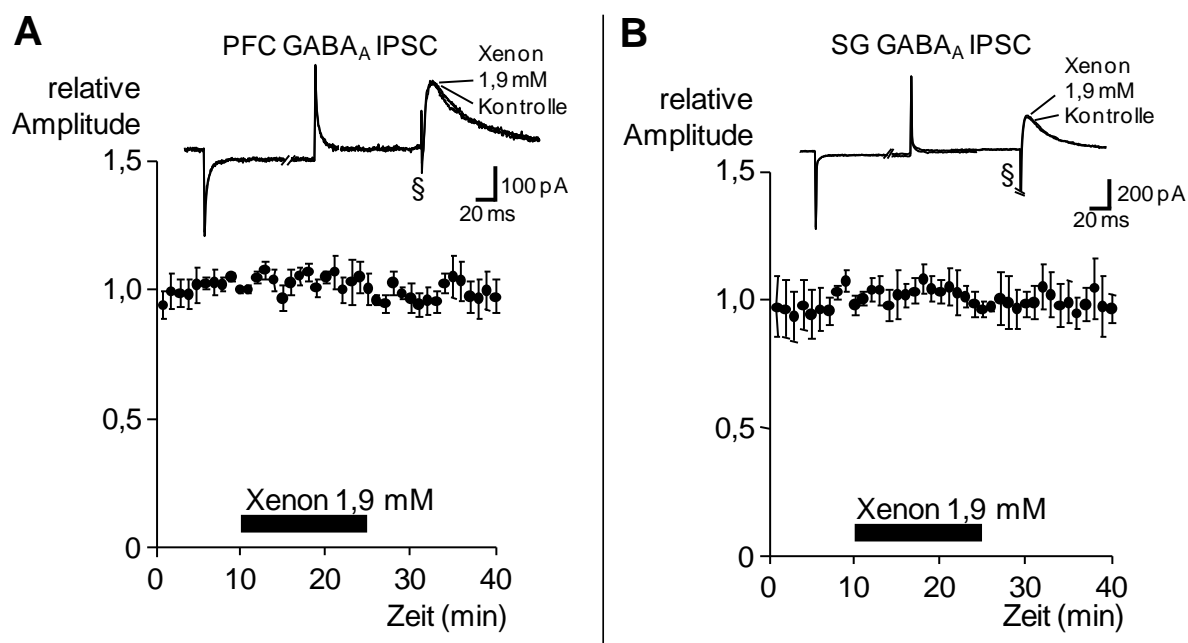 A
PFC GABA_A IPSC
Xenon
1,9 mM
Kontrolle
relative
Amplitude
§
100 pA
20 ms
1,5
1,0
0,5
0
Xenon 1,9 mM
0 10 20 30 40
Zeit (min)
B
SG GABA_A IPSC
Xenon
1,9 mM
Kontrolle
relative
Amplitude
§
200 pA
20 ms
1,5
1,0
0,5
0
Xenon 1,9 mM
0 10 20 30 40
Zeit (min)